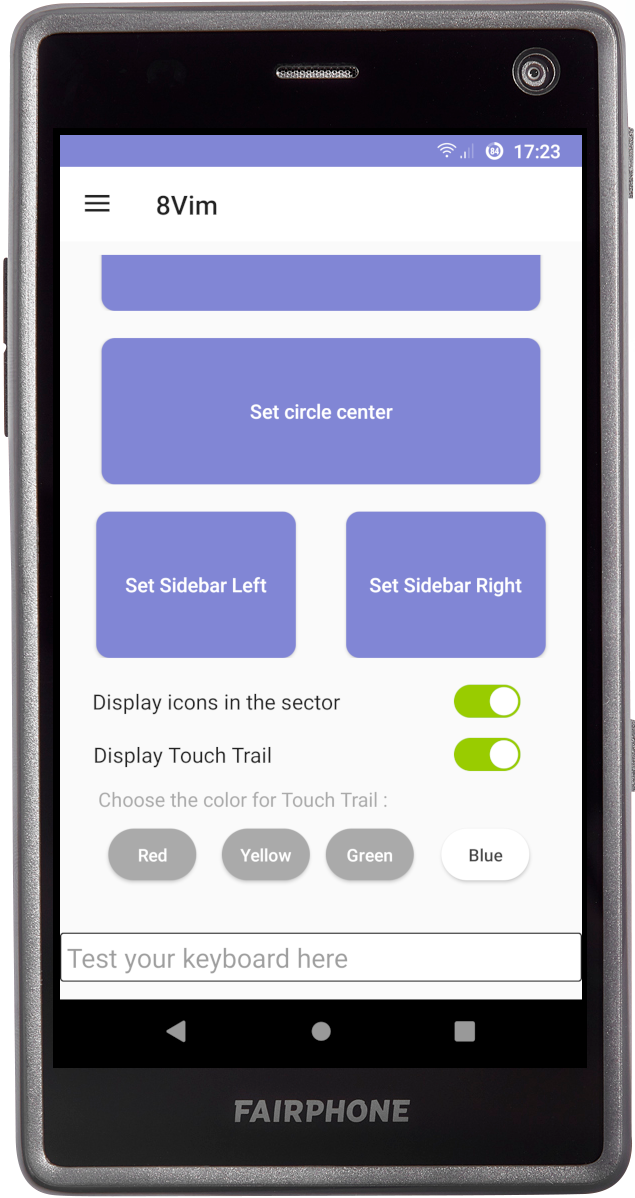 84 17:23
8Vim
Set circle center
Set Sidebar Left Set Sidebar Right
Display icons in the sector
Display Touch Trail
Choose the color for Touch Trail :
Red Yellow Green Blue
Test your keyboard here
FAIRPHONE